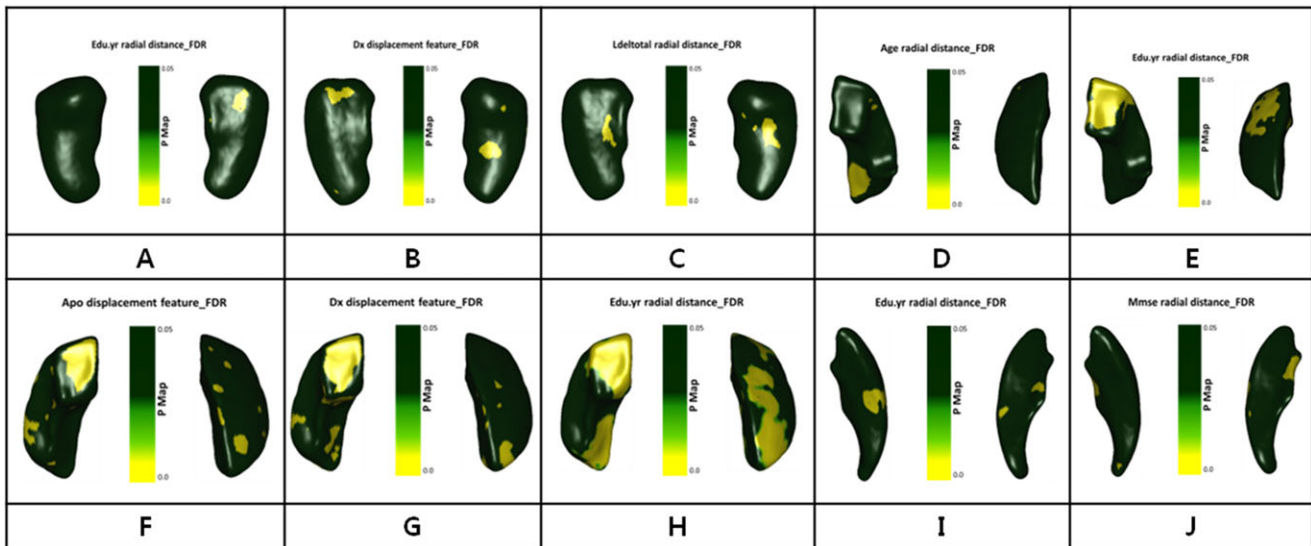 Edu.yr radial distance_FDR
0.05
P Map
0.0
Dx displacement feature_FDR
0.05
P Map
0.0
Ldeltotal radial distance_FDR
0.05
P Map
0.0
Age radial distance_FDR
0.05
P Map
0.0
Edu.yr radial distance_FDR
0.05
P Map
0.0
A
B
C
D
E
Apo displacement feature_FDR
0.05
P Map
0.0
Dx displacement feature_FDR
0.05
P Map
0.0
Edu.yr radial distance_FDR
0.05
P Map
0.0
Edu.yr radial distance_FDR
0.05
P Map
0.0
Mmse radial distance_FDR
0.05
P Map
0.0
F
G
H
I
J